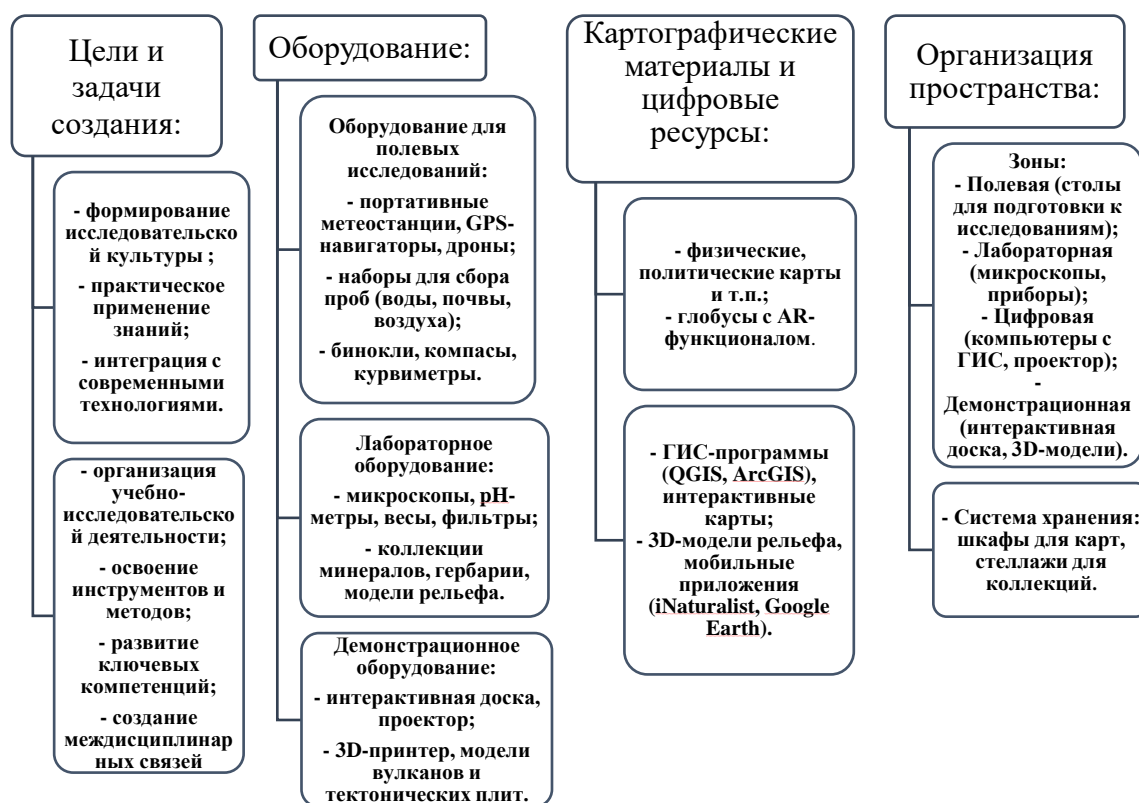 Цели и
задачи
создания:
- формирование
исследовательско
й культуры ;
- практическое
применение
знаний;
- интеграция с
современными
технологиями.
- организация
учебно-
исследовательско
й деятельности;
- освоение
инструментов и
методов;
- развитие
ключевых
компетенций;
- создание
междисциплинар
ных связей
Оборудование:
Оборудование для
полевых
исследований:
- портативные
метеостанции, GPS-
навигаторы, дроны;
- наборы для сбора
проб (воды, почвы,
воздуха);
- бинокли, компасы,
курвиметры.
Лабораторное
оборудование:
- микроскопы, pH-
метры, весы, фильтры;
- коллекции
минералов, гербарии,
модели рельефа.
Демонстрационное
оборудование:
- интерактивная доска,
проектор;
- 3D-принтер, модели
вулканов и
тектонических плит.
Картографические
материалы и
цифровые
ресурсы:
- физические,
политические карты
и т.п.;
- глобусы с AR-
функционалом.
- ГИС-программы
(QGIS, ArcGIS),
интерактивные
карты;
- 3D-модели рельефа,
мобильные
приложения
(iNaturalist, Google
Earth).
Организация
пространства:
Зоны:
- Полевая (столы
для подготовки к
исследованиям);
- Лабораторная
(микроскопы,
приборы);
- Цифровая
(компьютеры с
ГИС, проектор);
-
Демонстрационная
(интерактивная
доска, 3D-модели).
- Система хранения:
шкафы для карт,
стеллажи для
коллекций.